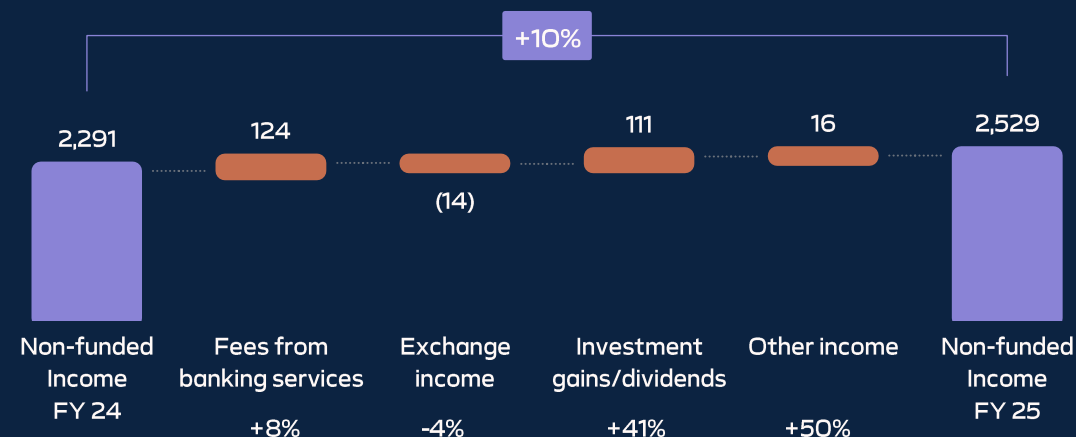 +10%
2,291
124
(14)
111
16
2,529
Non-funded
Income
FY 24
Fees from
banking services
+8%
Exchange
income
-4%
Investment
gains/dividends
+41%
Other income
+50%
Non-funded
Income
FY 25